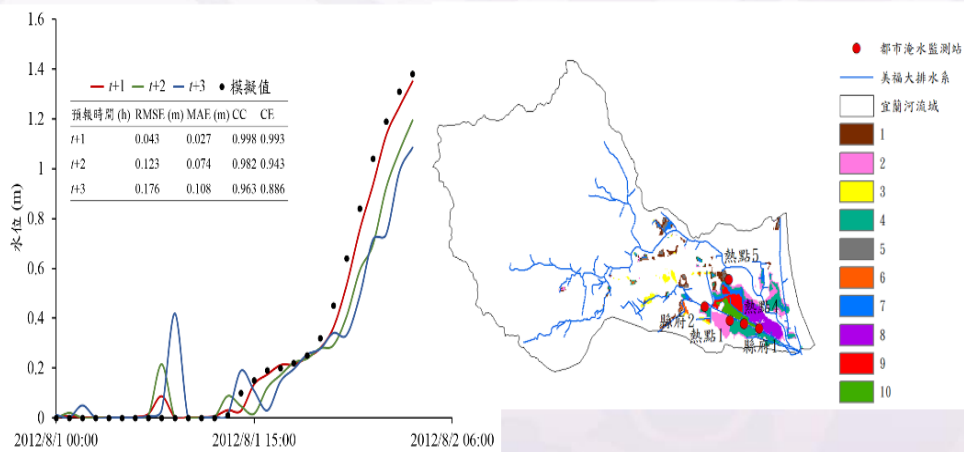 1.6
1.4
1.2
1
0.8
0.6
0.4
0.2
0
水位 (m)
t+1 t+2 t+3 模擬值
預報時間 (h) RMSE (m) MAE (m) CC CE
t+1 0.043 0.027 0.998 0.993
t+2 0.123 0.074 0.982 0.943
t+3 0.176 0.108 0.963 0.886
2012/8/1 00:00 2012/8/1 15:00 2012/8/2 06:00
熱點5
熱點4
縣府2
熱點1
縣府1
都市淹水監測站
美福大排水系
宜蘭河流域
1
2
3
4
5
6
7
8
9
10